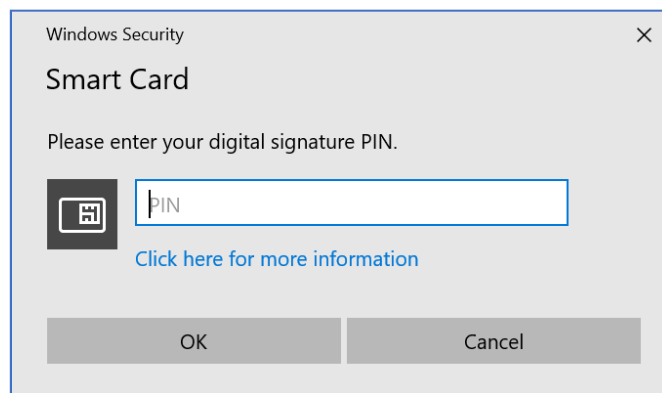 Windows Security
Smart Card
Please enter your digital signature PIN.
PIN
Click here for more information
OK
Cancel